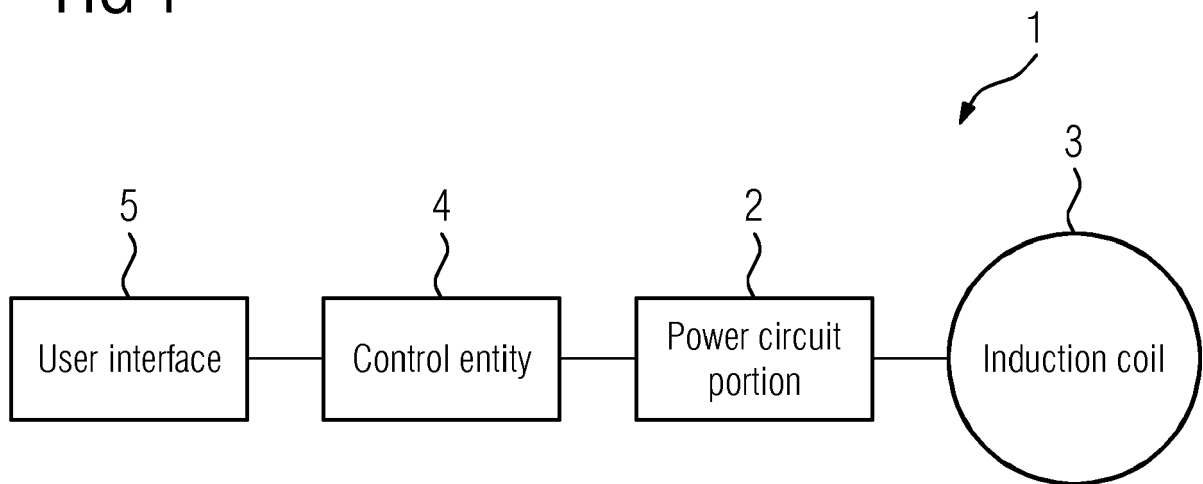 1
3
5
4
2
User interface
Control entity
Power circuit
portion
Induction coil